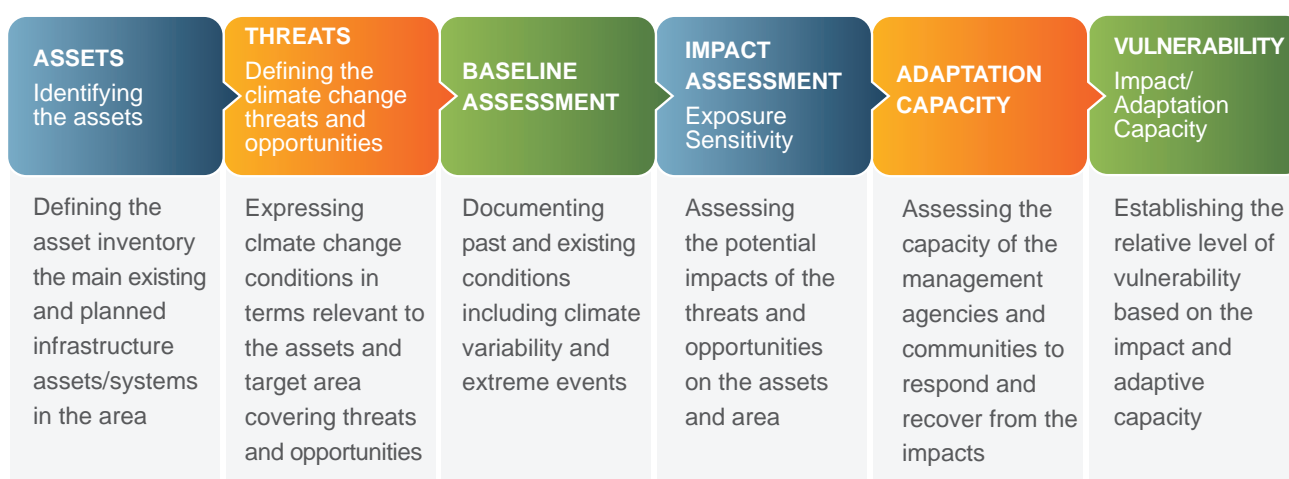 ASSETS
Identifying
the assets
THREATS
Defining the
climate change
threats and
opportunities
BASELINE
ASSESSMENT
IMPACT
ASSESSMENT
Exposure
Sensitivity
ADAPTATION
CAPACITY
VULNERABILITY
Impact/
Adaptation
Capacity
Defining the
asset inventory
the main existing
and planned
infrastructure
assets/systems
in the area
Expressing
clmate change
conditions in
terms relevant to
the assets and
target area
covering threats
and opportunities
Documenting
past and existing
conditions
including climate
variability and
extreme events
Assessing
the potential
impacts of the
threats and
opportunities
on the assets
and area
Assessing the
capacity of the
management
agencies and
communities to
respond and
recover from the
impacts
Establishing the
relative level of
vulnerability
based on the
impact and
adaptive
capacity